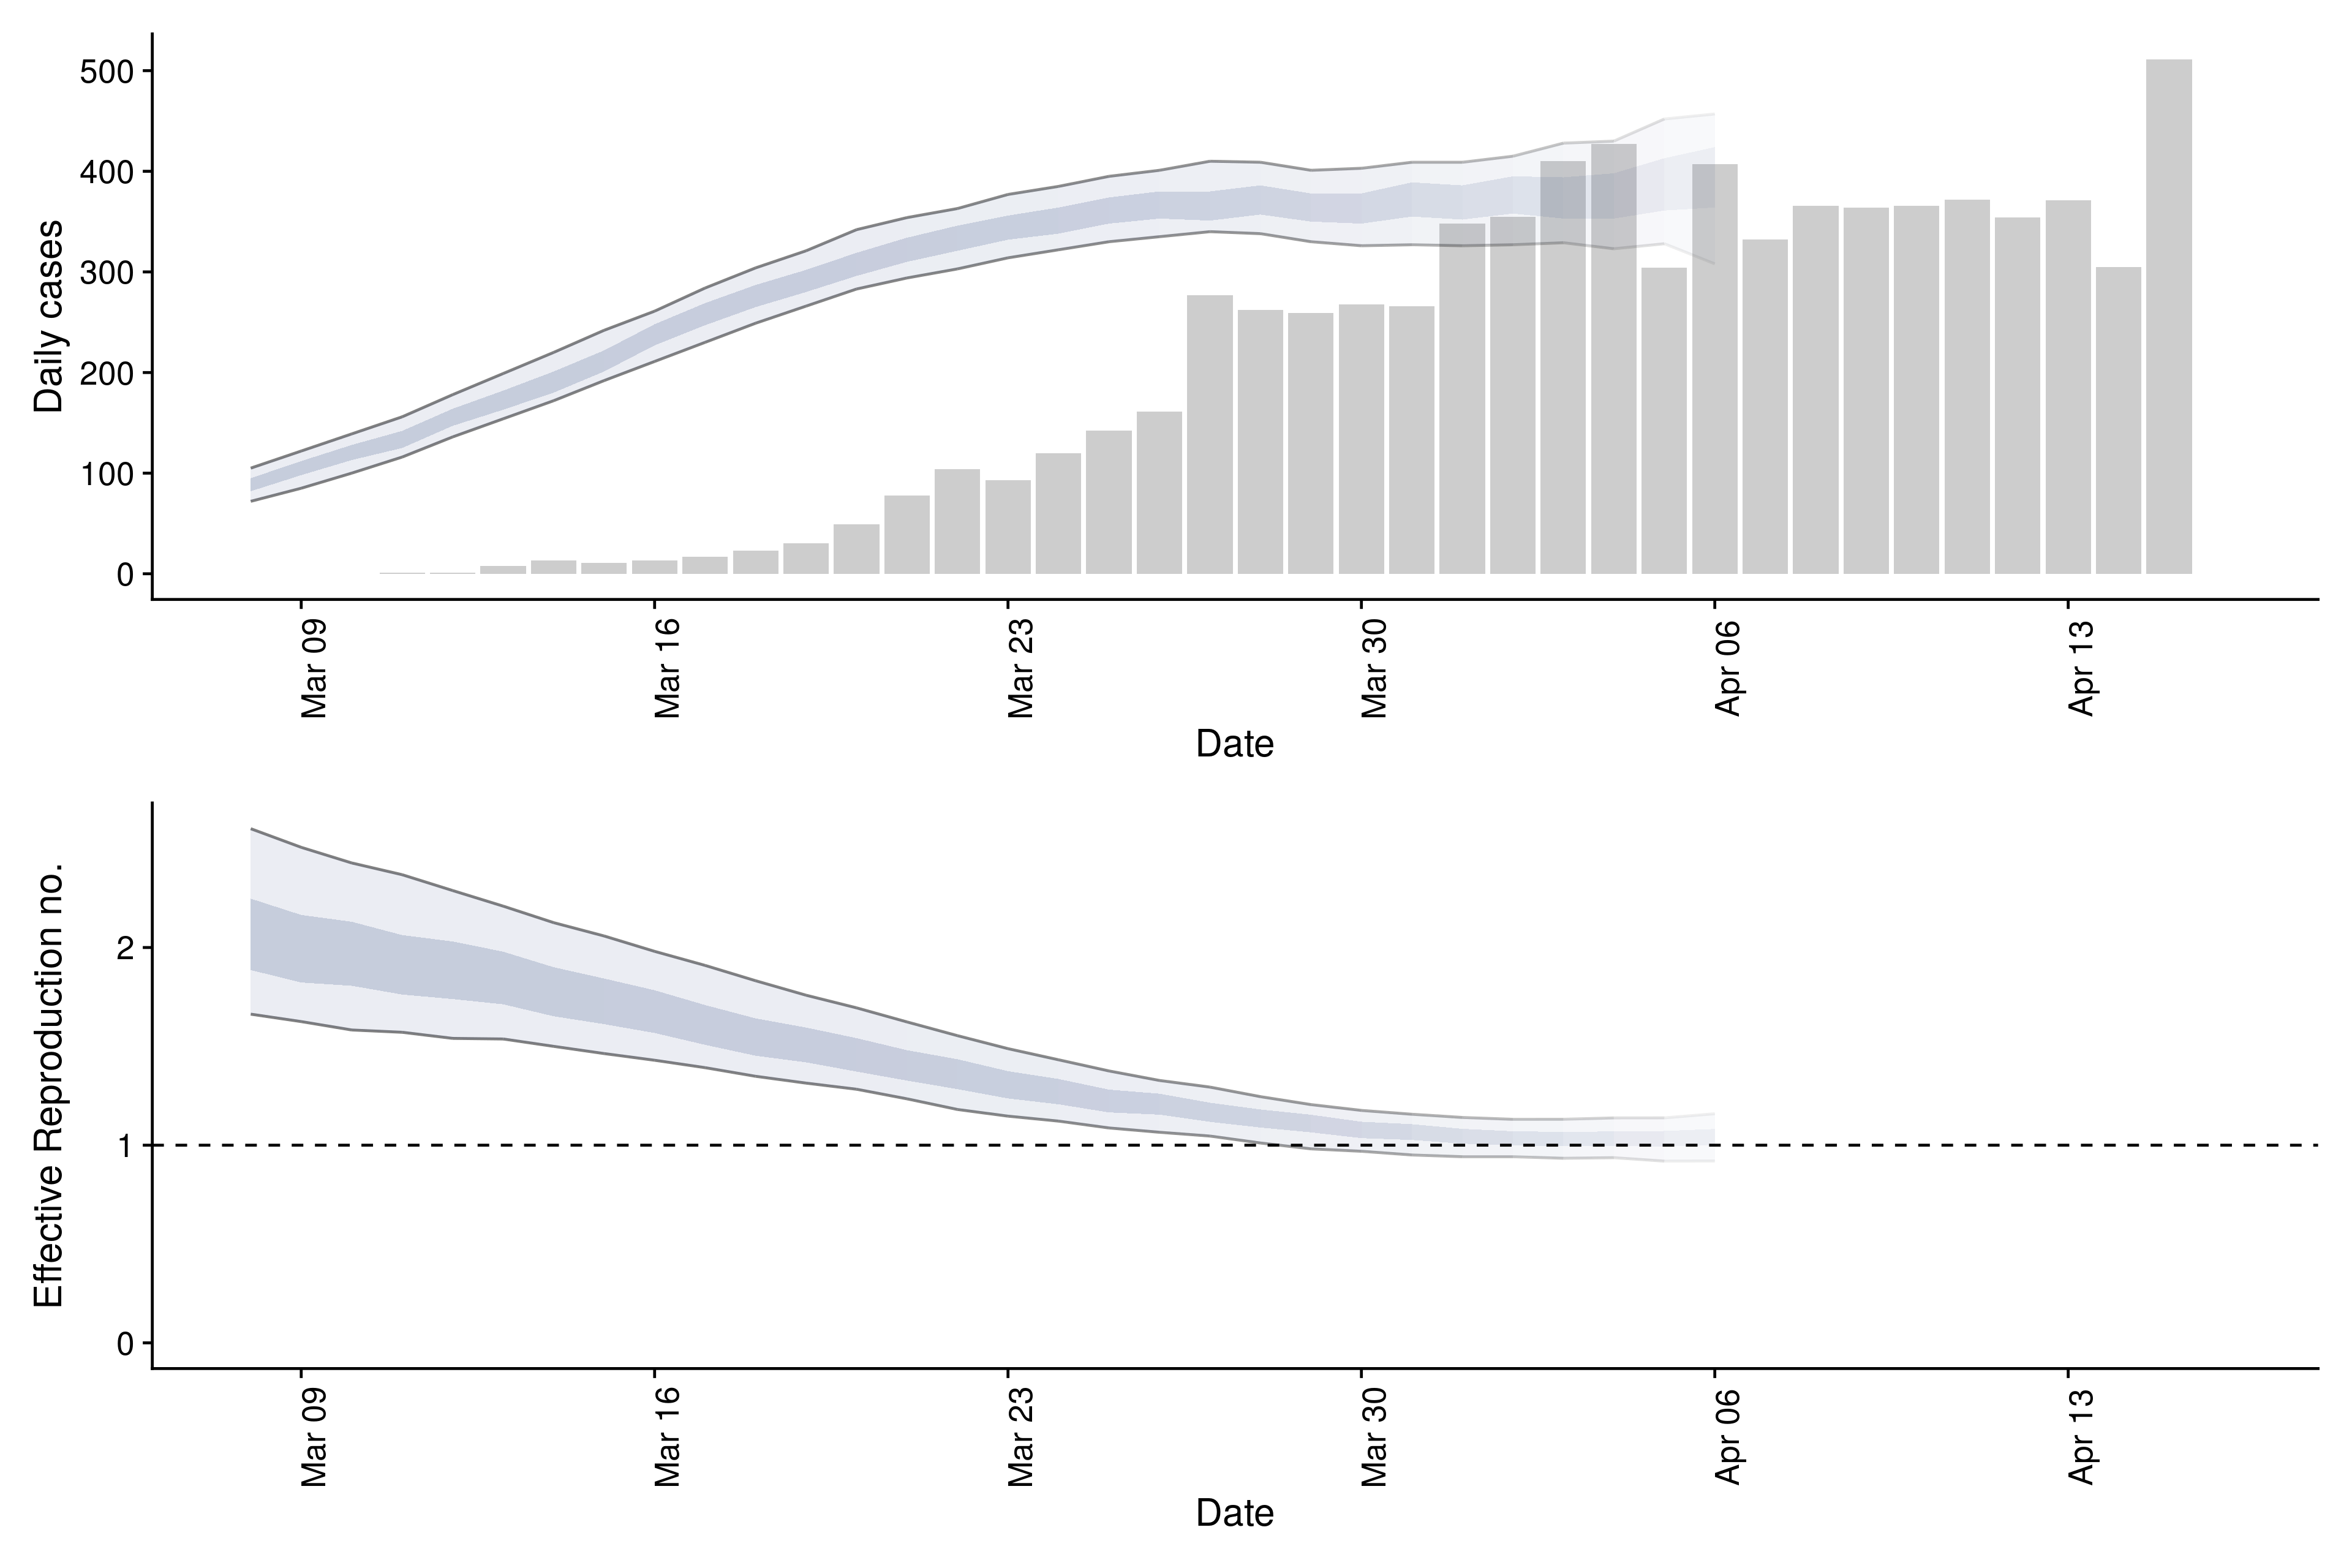 Daily cases
500
400
300
200
100
0
Mar 09
Mar 16
Mar 23
Mar 30
Apr 06
Apr 13
Date
Effective Reproduction no.
2
1
0
Mar 09
Mar 16
Mar 23
Mar 30
Apr 06
Apr 13
Date